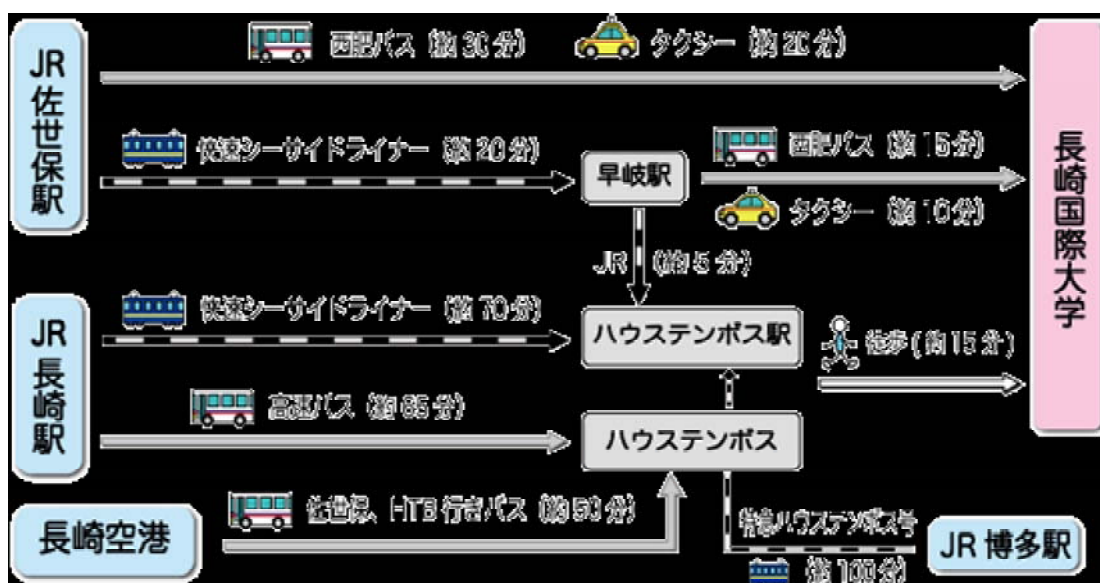 JR佐世保駅
西肥バス (約30分)
タクシー (約20分)
快速シーサイドライナー (約20分)
早岐駅
西肥バス (約15分)
タクシー (約10分)
JR (約5分)
長崎国際大学
JR長崎駅
快速シーサイドライナー (約70分)
ハウステンボス駅
徒歩(約15分)
高速バス (約85分)
ハウステンボス
長崎空港
佐世保、HTB行きバス (約50分)
特急ハウステンボス号
(約100分)
JR博多駅